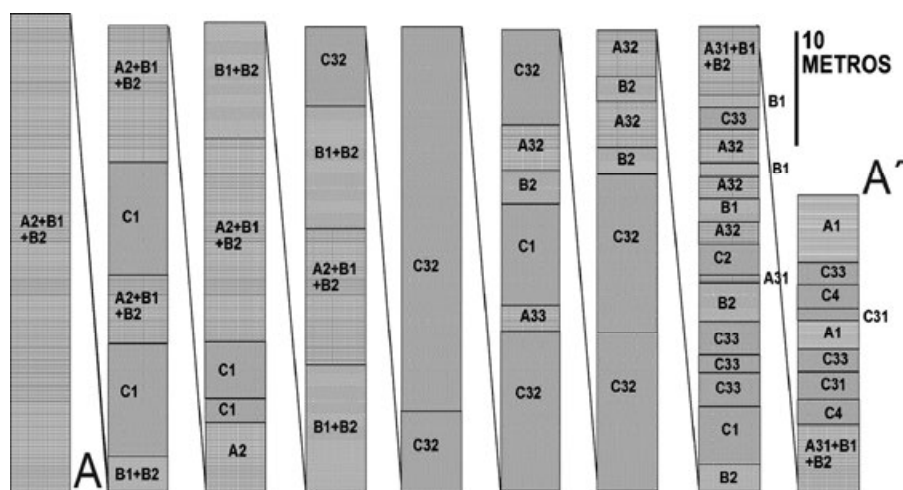 A2+B1
+B2
A
A2+B1
+B2
C1
A2+B1
+B2
C1
B1+B2
B1+B2
A2+B1
+B2
C1
C1
A2
C32
B1+B2
A2+B1
+B2
B1+B2
C32
C32
C32
A32
B2
C1
A33
C32
A32
B2
A32
B2
C32
C32
A31+B1
+B2
B1
C33
A32
B1
A32
B1
A32
C2
A31
B2
C33
C33
C33
C1
B2
10
METROS
A´
A1
C33
C4
C31
A1
C33
C31
C4
A31+B1
+B2